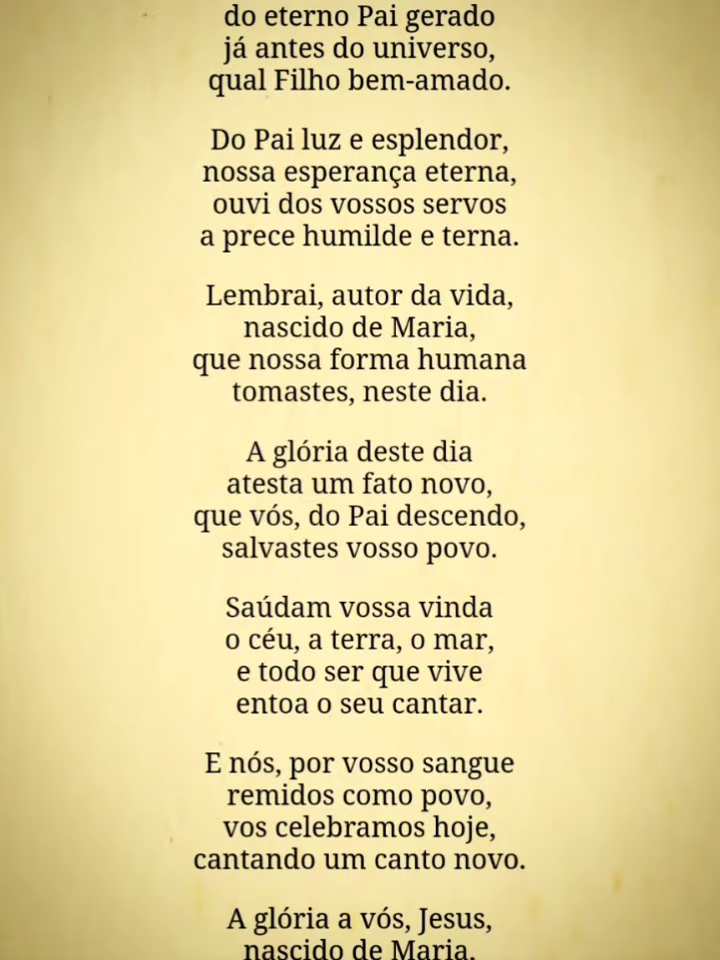 do eterno Pai gerado
já antes do universo,
qual Filho bem-amado.
Do Pai luz e esplendor,
nossa esperança eterna,
ouvi dos vossos servos
a prece humilde e terna.
Lembrai, autor da vida,
nascido de Maria,
que nossa forma humana
tomastes, neste dia.
A glória deste dia
atesta um fato novo,
que vós, do Pai descendo,
salvastes vosso povo.
Saúdam vossa vinda
o céu, a terra, o mar,
e todo ser que vive
entoa o seu cantar.
E nós, por vosso sangue
remidos como povo,
vos celebramos hoje,
cantando um canto novo.
A glória a vós, Jesus,
nascido de Maria,